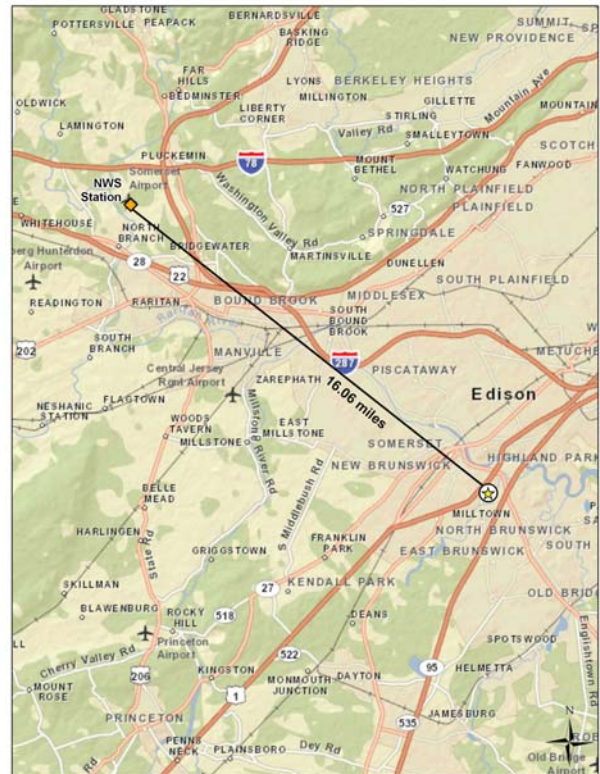 GLADSTONE
PEAPACK
POTTERSVILLE
BERNARDSVILLE
BASKING
RIDGE
SUMMIT
NEW PROVIDENCE
FAR
HILLS
LYONS
BERKELEY HEIGHTS
OLDWICK
BEDMINSTER
MILLINGTON
GILLETTE
Mountain Ave
LIBERTY
CORNER
STIRLING
MOUNTAIN
LAMINGTON
Valley Rd
SMALLEYTOWN
SCOTCH
PLUCKEMIN
78
MOUNT
BETHEL
WATCHUNG
FANWOOD
NWS
Station
Somerset
Airport
Washington Valley Rd
NORTH PLAINFIELD
PLAINFIELD
527
WHITEHOUSE
NORTH
BRANCH
BRIDGEWATER
SPRINGDALE
berg Hunterdon
Airport
28
22
MARTINSVILLE
DUNELLEN
SOUTH PLAINFIELD
READINGTON
RARITAN
BOUND BROOK
MIDDLESEX
Raritan River
SOUTH
BOUND
BROOK
SOUTH
BRANCH
202
MANVILLE
287
METUCHE
PISCATAWAY
Central Jersey
Rgnl Airport
ZAREPHATH
16.06 miles
Edison
NESHANIC
STATION
FLAGTOWN
WOODS
TAVERN
MILLSTONE
Millstone River Rd
EAST
MILLSTONE
SOMERSET
HIGHLAND PARK
NEW BRUNSWICK
S Middlebush Rd
BELLE
MEAD
MILLTOWN
NORTH BRUNSWICK
HARLINGEN
State Rd
GRIGGSTOWN
FRANKLIN
PARK
EAST BRUNSWICK
SOUTH
SKILLMAN
27
KENDALL PARK
OLD BRID
BLAWENBURG
ROCKY
HILL
518
DEANS
Englishtown Rd
Princeton
Airport
522
SPOTSWOOD
Cherry Valley Rd
KINGSTON
95
HELMETTA
MOUNT
ROSE
206
1
MONMOUTH
JUNCTION
DAYTON
PRINCETON
535
JAMESBURG
N
PENNS
NECK
PLAINSBORO
Dey Rd
Old Bridge
Airport